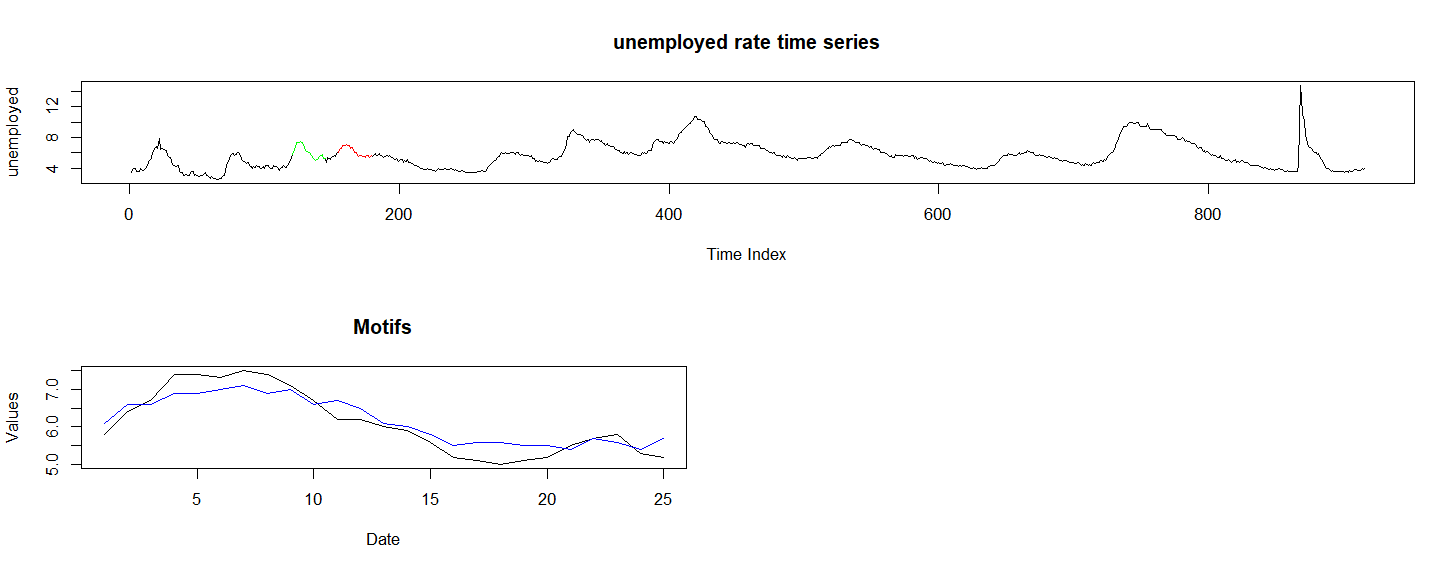 unemployed rate time series
unemployed
12
8
4
0 200 400 600 800
Time Index
Motifs
Values
7.0
6.0
5.0
5 10 15 20 25
Date